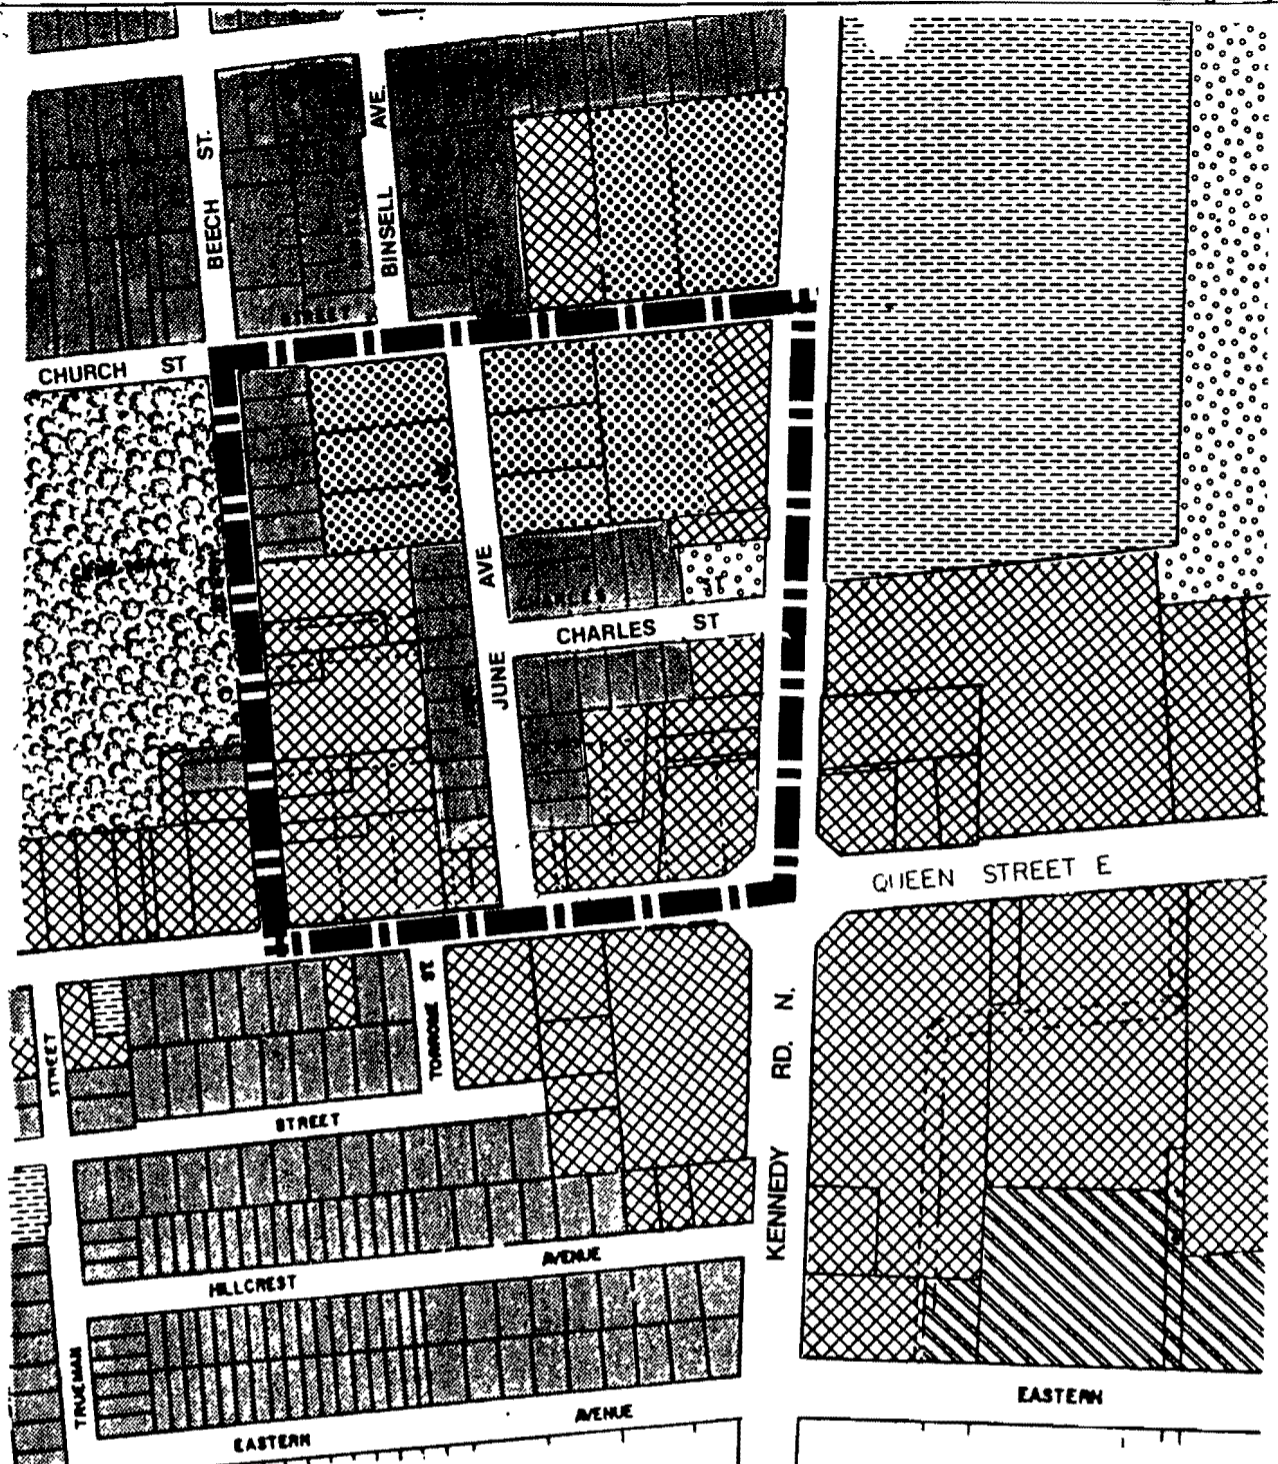 BEECH ST.
BINSELL AVE.
STREET
CHURCH ST
JUNE AVE
CHARLES
CHARLES ST
QUEEN STREET E
STREET
ST.
STREET
KENNEDY RD. N.
HILLCREST AVENUE
TRUEMAN
EASTERN AVENUE
EASTERN